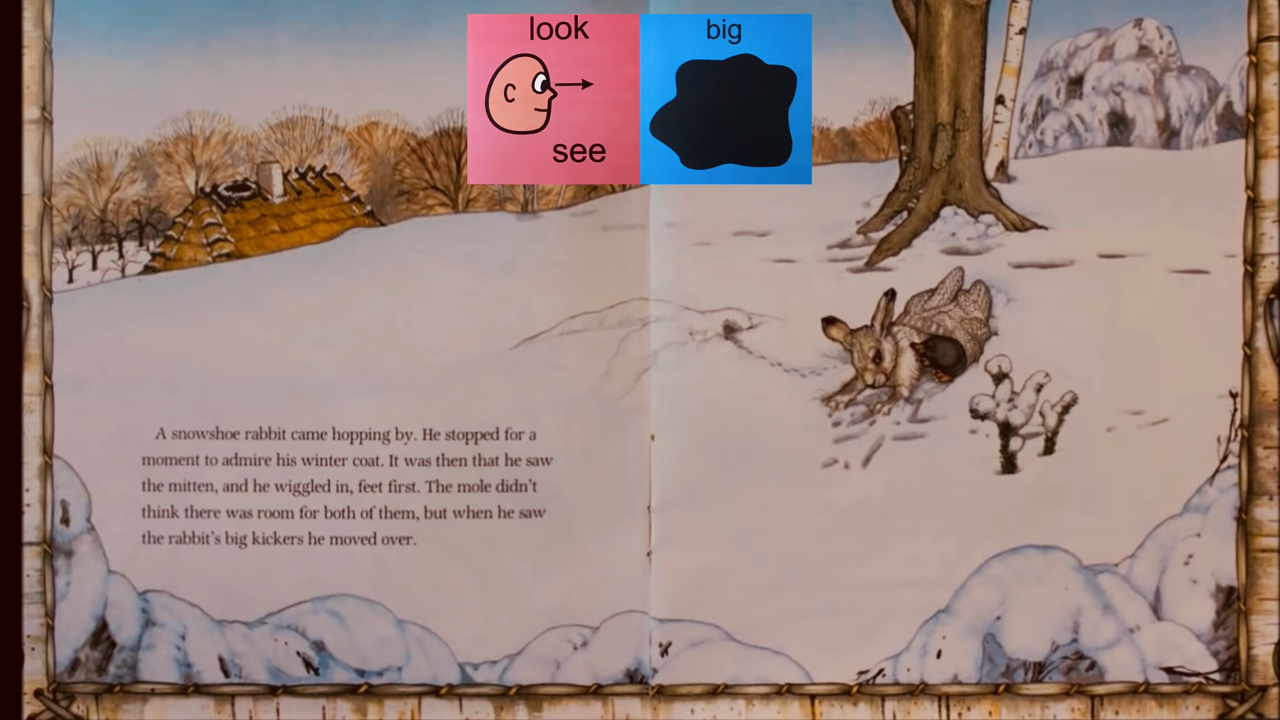 look
see
big
A snowshoe rabbit came hopping by. He stopped for a
moment to admire his winter coat. It was then that he saw
the mitten, and he wiggled in, feet first. The mole didn't
think there was room for both of them, but when he saw
the rabbit's big kickers he moved over.